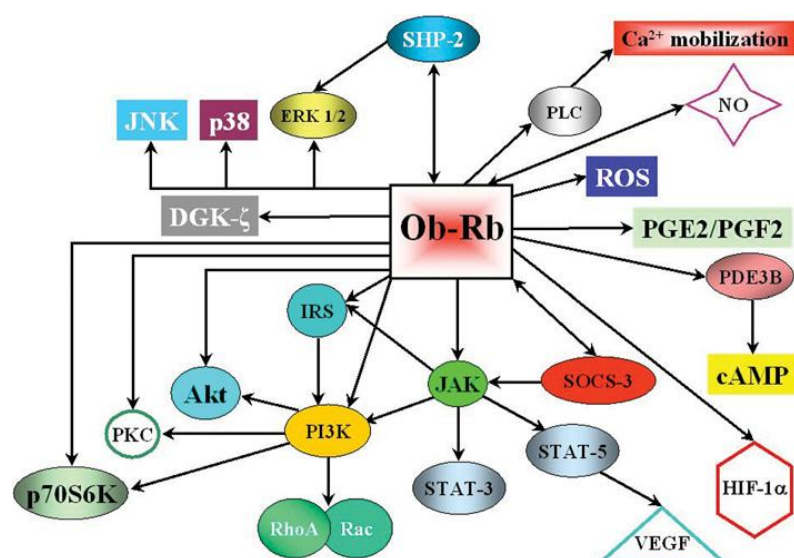 SHP-2
Ca²⁺ mobilization
JNK
p38
ERK 1/2
PLC
NO
ROS
DGK-ζ
Ob-Rb
PGE2/PGF2
PDE3B
IRS
Akt
JAK
SOCS-3
cAMP
PKC
PI3K
STAT-5
p70S6K
STAT-3
HIF-1α
RhoA
Rac
VEGF